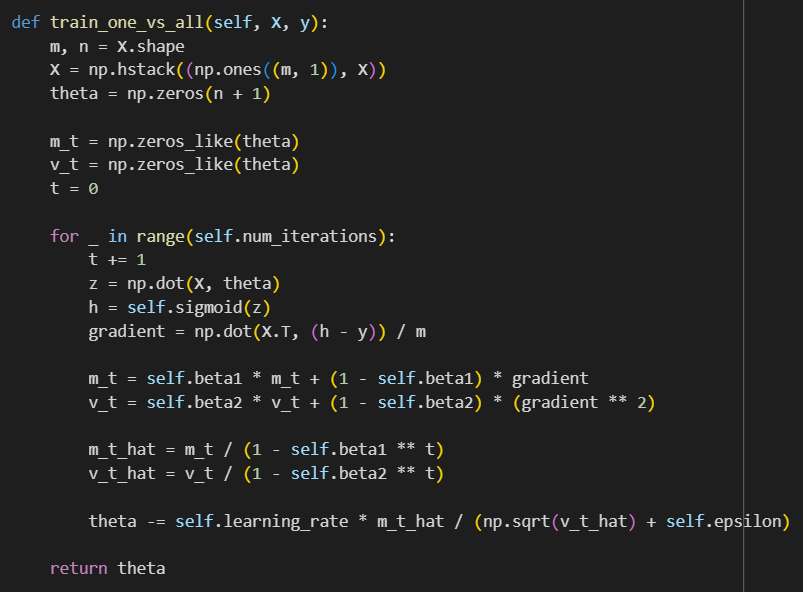 def train_one_vs_all(self, X, y):
    m, n = X.shape
    X = np.hstack((np.ones((m, 1)), X))
    theta = np.zeros(n + 1)

    m_t = np.zeros_like(theta)
    v_t = np.zeros_like(theta)
    t = 0

    for _ in range(self.num_iterations):
        t += 1
        z = np.dot(X, theta)
        h = self.sigmoid(z)
        gradient = np.dot(X.T, (h - y)) / m

        m_t = self.beta1 * m_t + (1 - self.beta1) * gradient
        v_t = self.beta2 * v_t + (1 - self.beta2) * (gradient ** 2)

        m_t_hat = m_t / (1 - self.beta1 ** t)
        v_t_hat = v_t / (1 - self.beta2 ** t)

        theta -= self.learning_rate * m_t_hat / (np.sqrt(v_t_hat) + self.epsilon)

    return theta